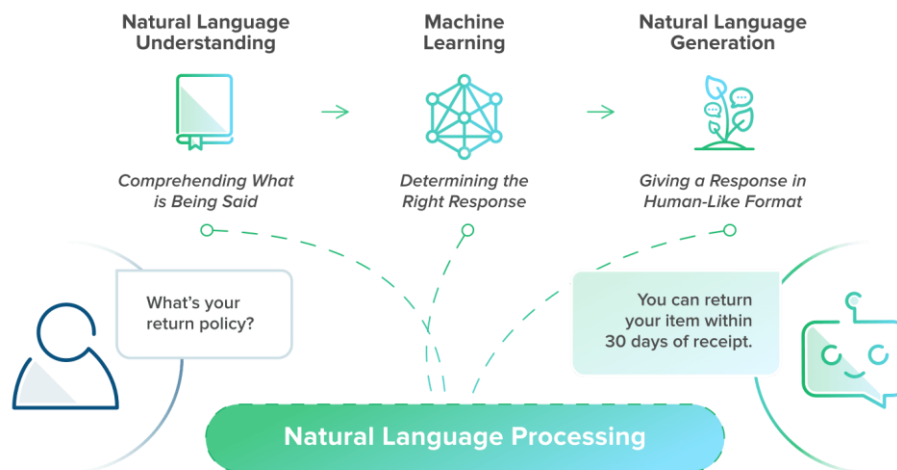 Natural Language
Understanding
Machine
Learning
Natural Language
Generation
Comprehending What
is Being Said
Determining the
Right Response
Giving a Response in
Human-Like Format
What's your
return policy?
You can return
your item within
30 days of receipt.
Natural Language Processing